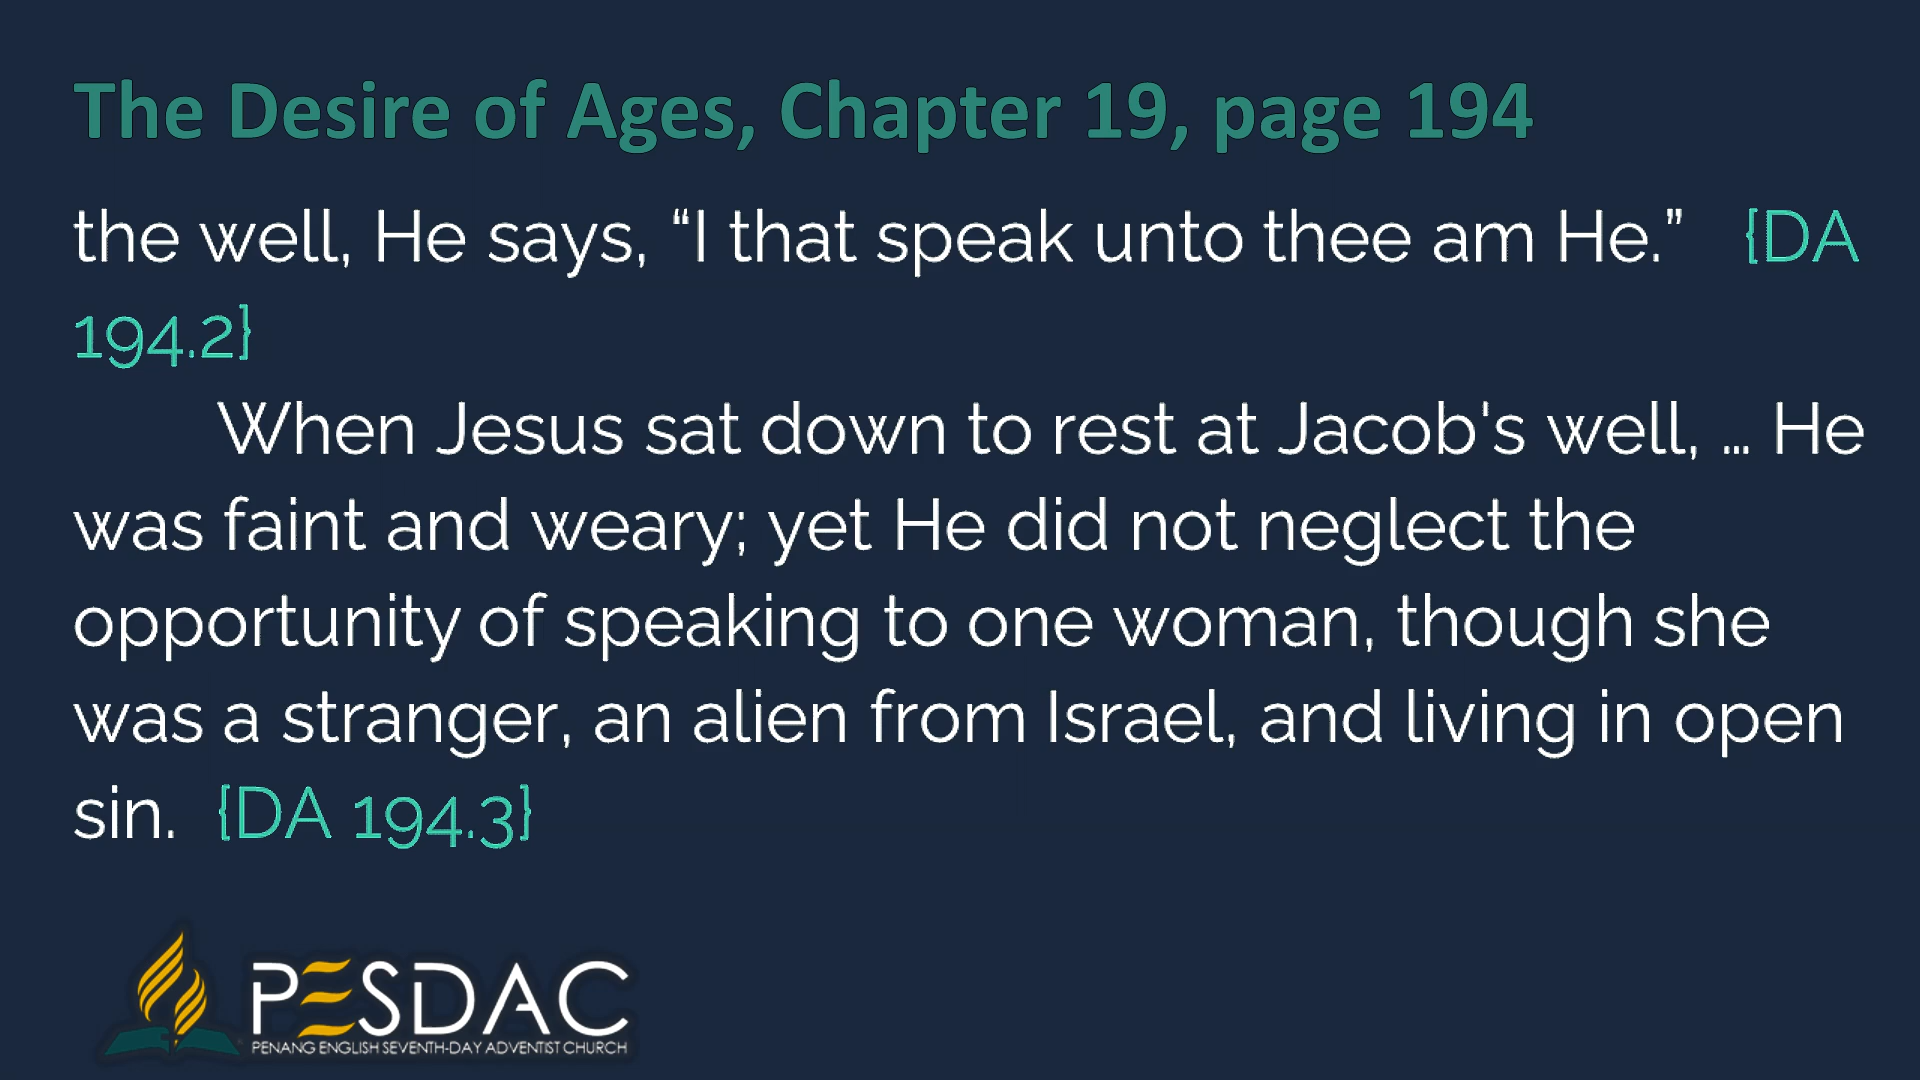 The Desire of Ages, Chapter 19, page 194
the well, He says, “I that speak unto thee am He.” {DA
194.2}
When Jesus sat down to rest at Jacob's well, ... He
was faint and weary; yet He did not neglect the
opportunity of speaking to one woman, though she
was a stranger, an alien from Israel, and living in open
sin. {DA 194.3}
PESDAC
PENANG ENGLISH SEVENTH-DAY ADVENTIST CHURCH